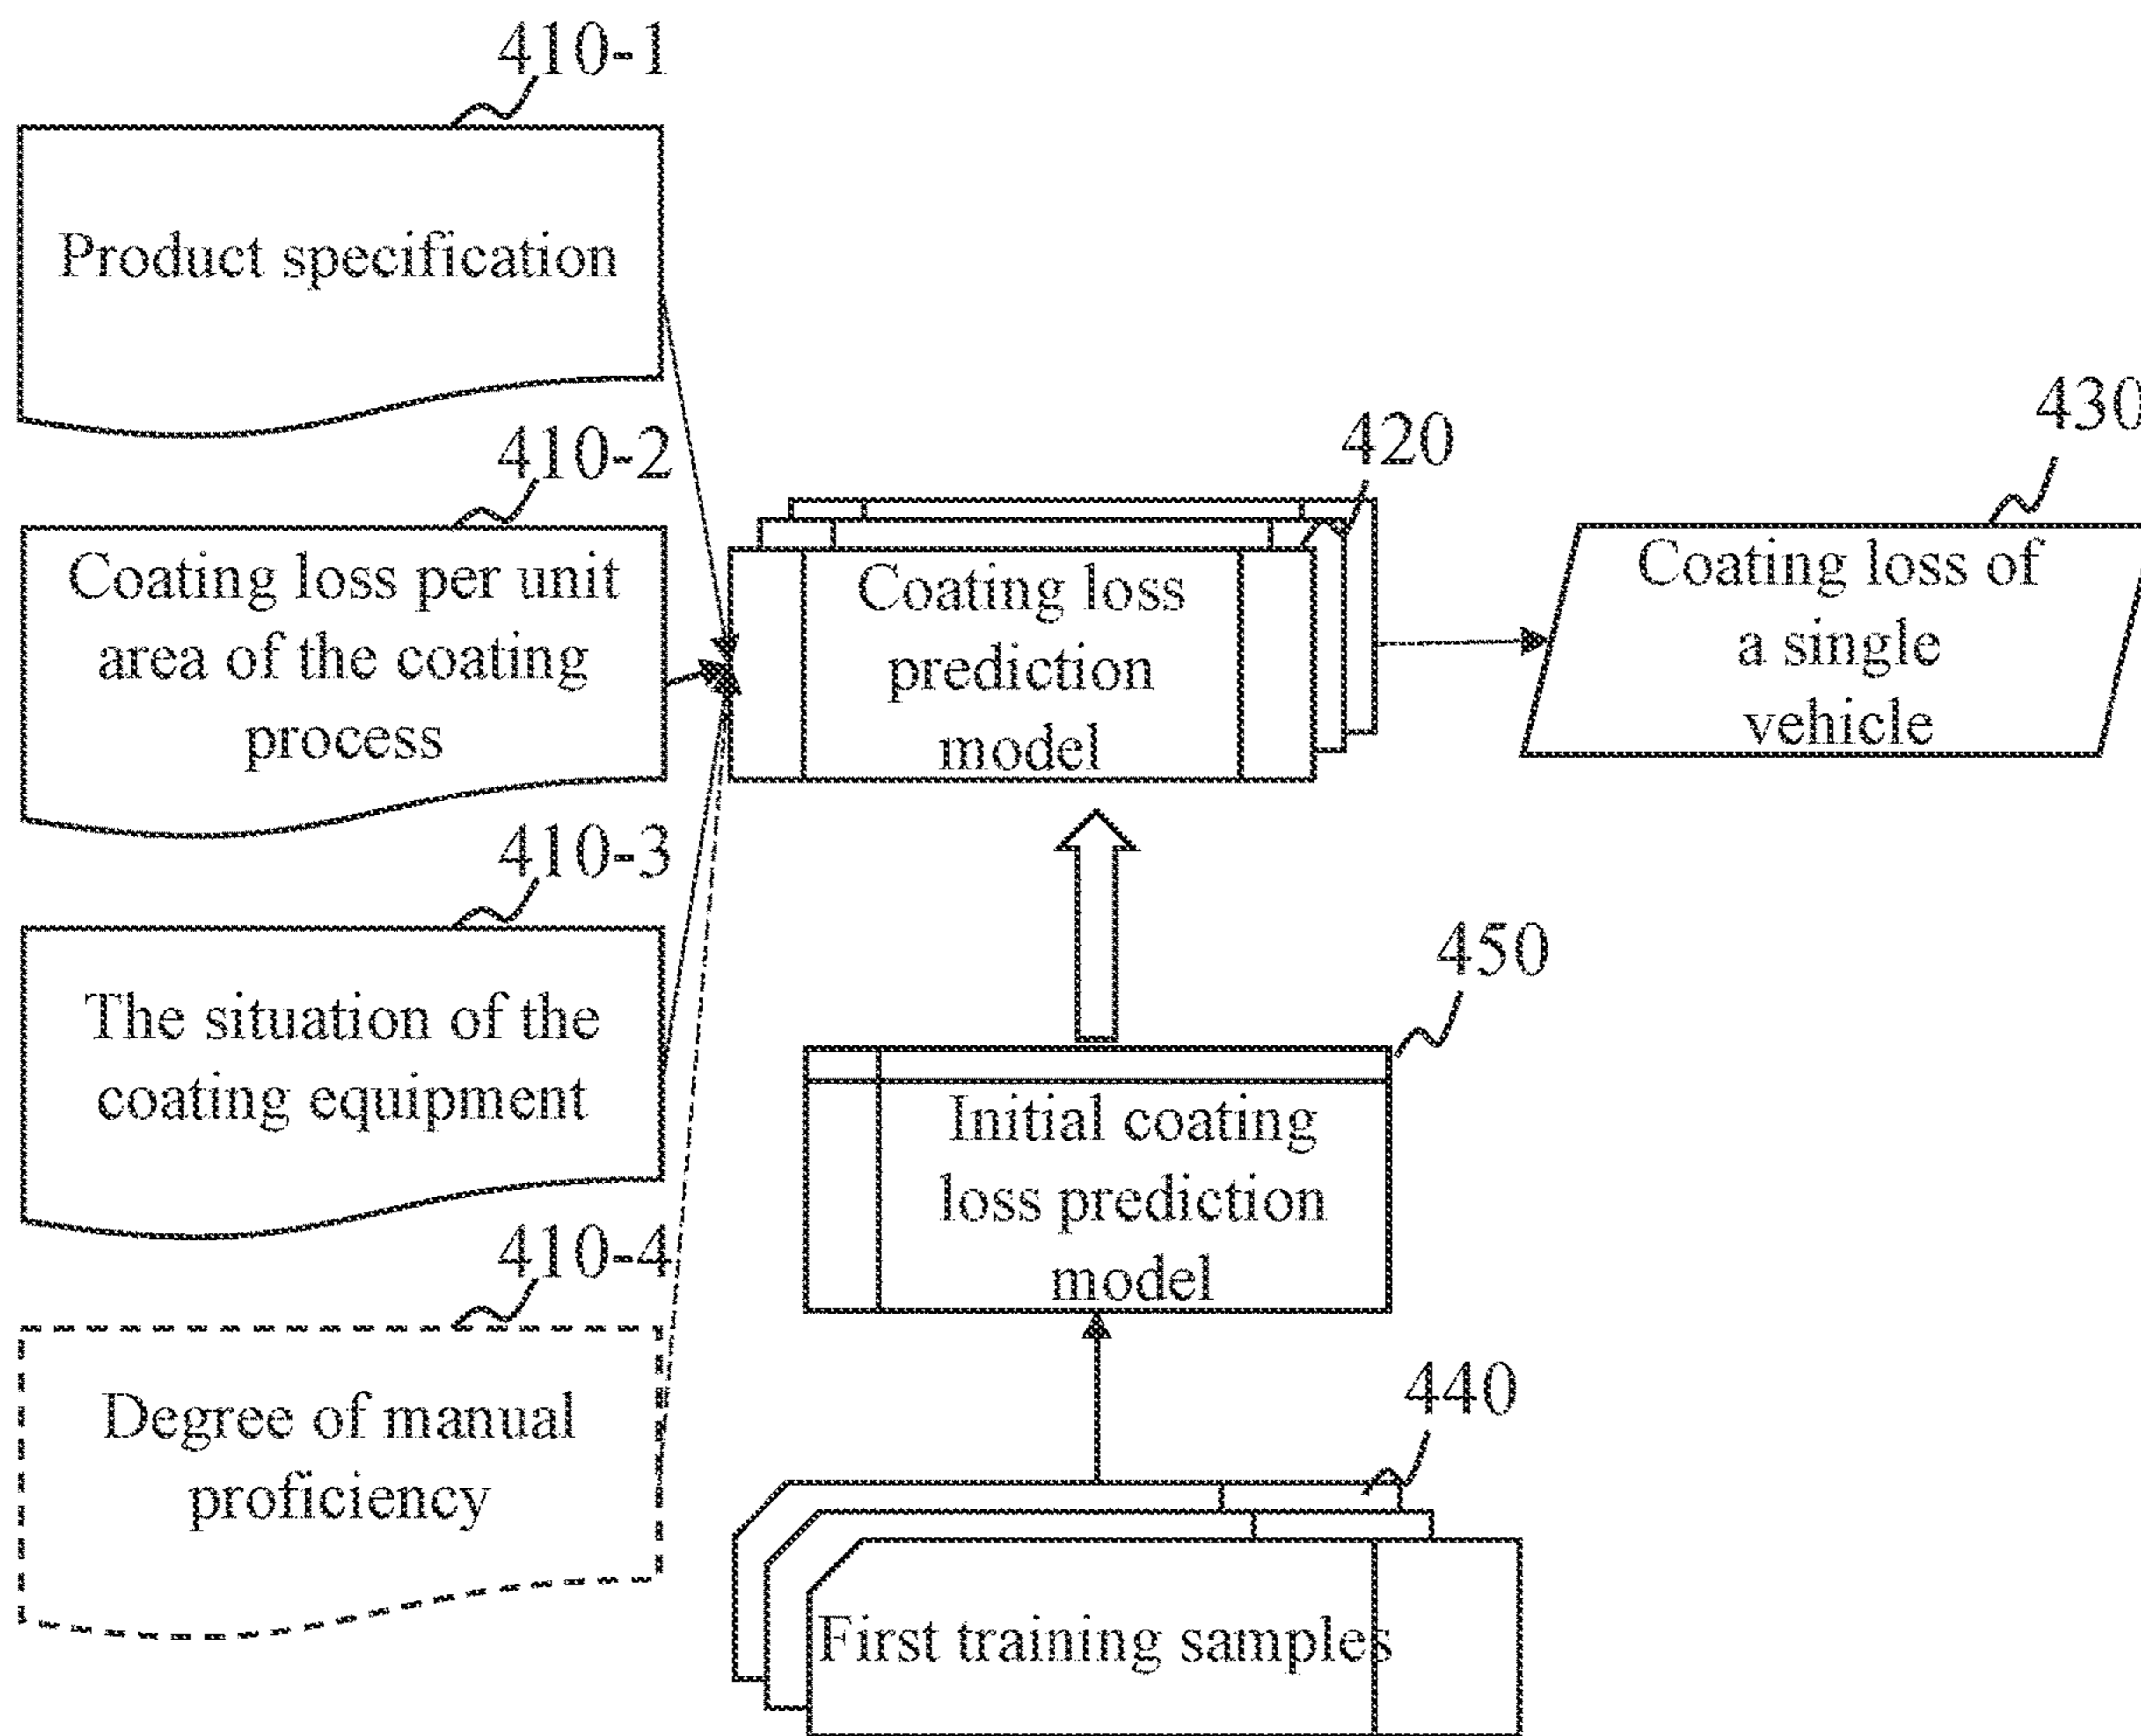 410-1
Product specification
410-2
Coating loss per unit
area of the coating
process
410-3
The situation of the
coating equipment
410-4
Degree of manual
proficiency
420
Coating loss
prediction
model
430
Coating loss of
a single
vehicle
450
Initial coating
loss prediction
model
440
First training samples